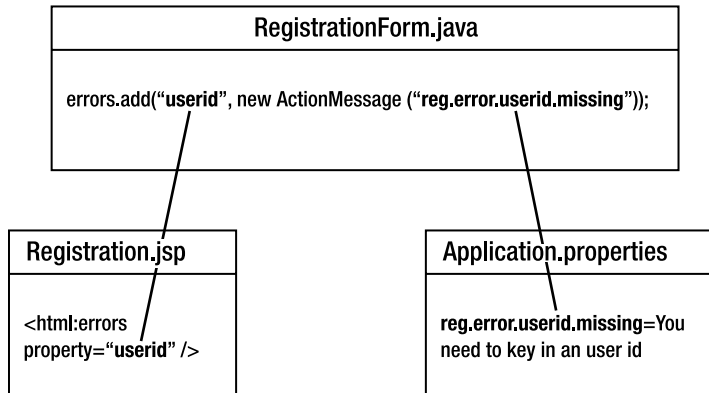 RegistrationForm.java
errors.add(“userid”, new ActionMessage (“reg.error.userid.missing”));
Registration.jsp
<html:errors
property=“userid” />
Application.properties
reg.error.userid.missing=You
need to key in an user id